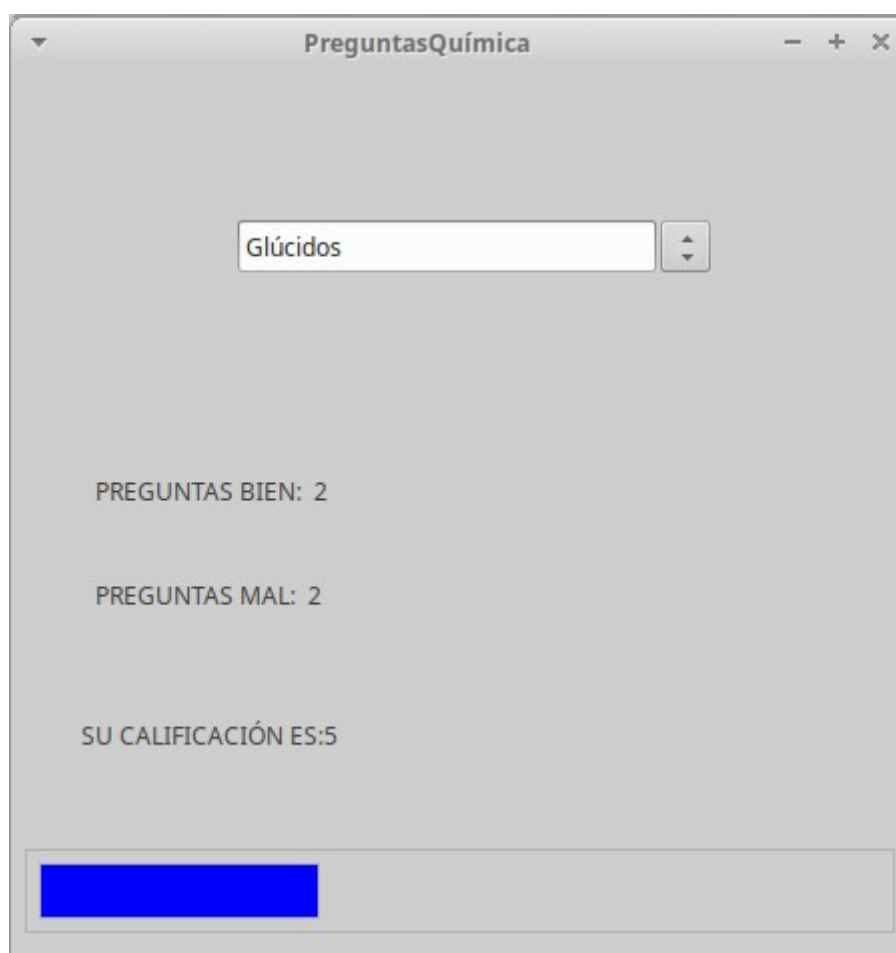 PreguntasQuímica
Glúcidos
PREGUNTAS BIEN: 2
PREGUNTAS MAL: 2
SU CALIFICACIÓN ES:5